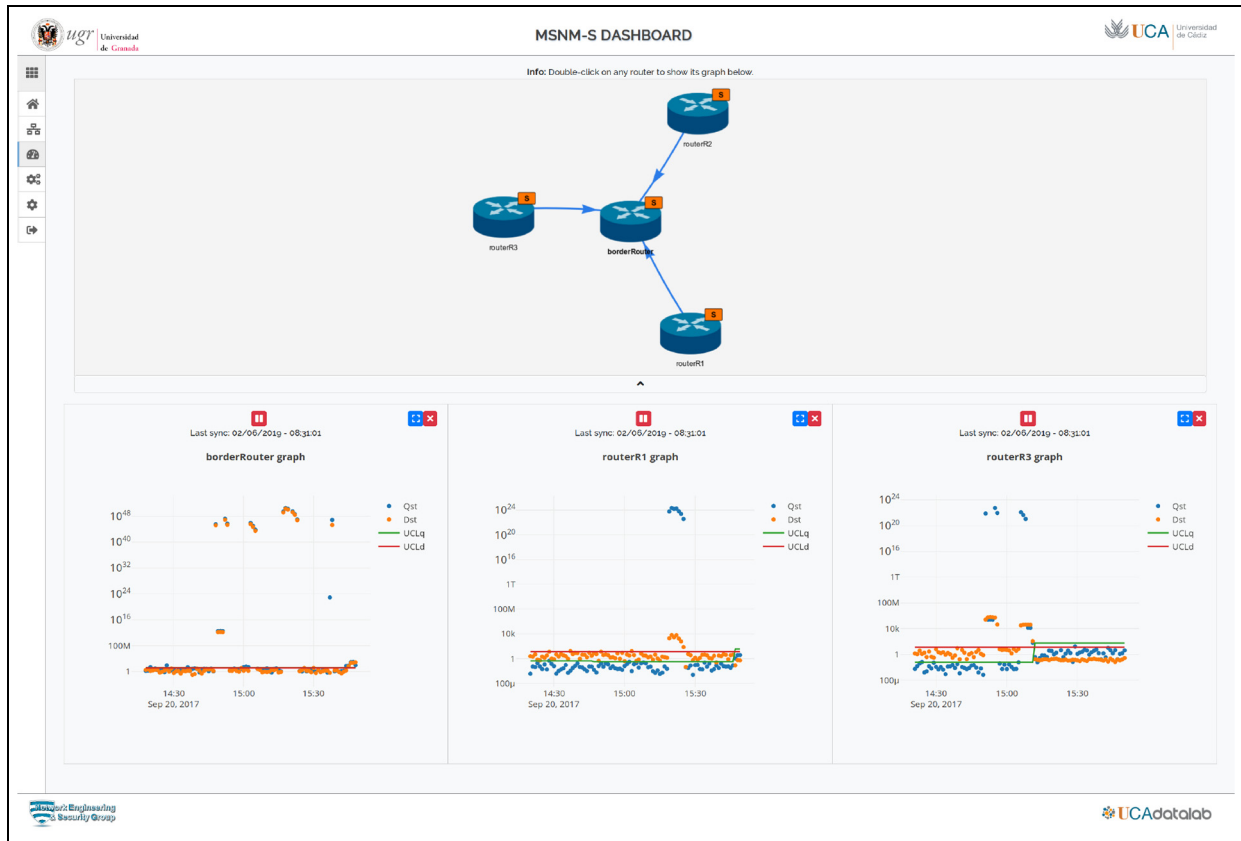 ugr Universidad de Granada
MSNM-S DASHBOARD
UCA Universidad de Cádiz
Info: Double-click on any router to show its graph below.
S
routerR2
S
routerR3
S
borderRouter
S
routerR1
Last sync: 02/06/2019 - 08:31:01
borderRouter graph
10^48
10^40
10^32
10^24
10^16
100M
1
14:30
Sep 20, 2017
15:00
15:30
Qst
Dst
UCLq
UCLd
Last sync: 02/06/2019 - 08:31:01
routerR1 graph
10^24
10^20
10^16
1T
100M
10k
1
100μ
14:30
Sep 20, 2017
15:00
15:30
Qst
Dst
UCLq
UCLd
Last sync: 02/06/2019 - 08:31:01
routerR3 graph
10^24
10^20
10^16
1T
100M
10k
1
100μ
14:30
Sep 20, 2017
15:00
15:30
Qst
Dst
UCLq
UCLd
Network Engineering
& Security Group
UCAdatalab